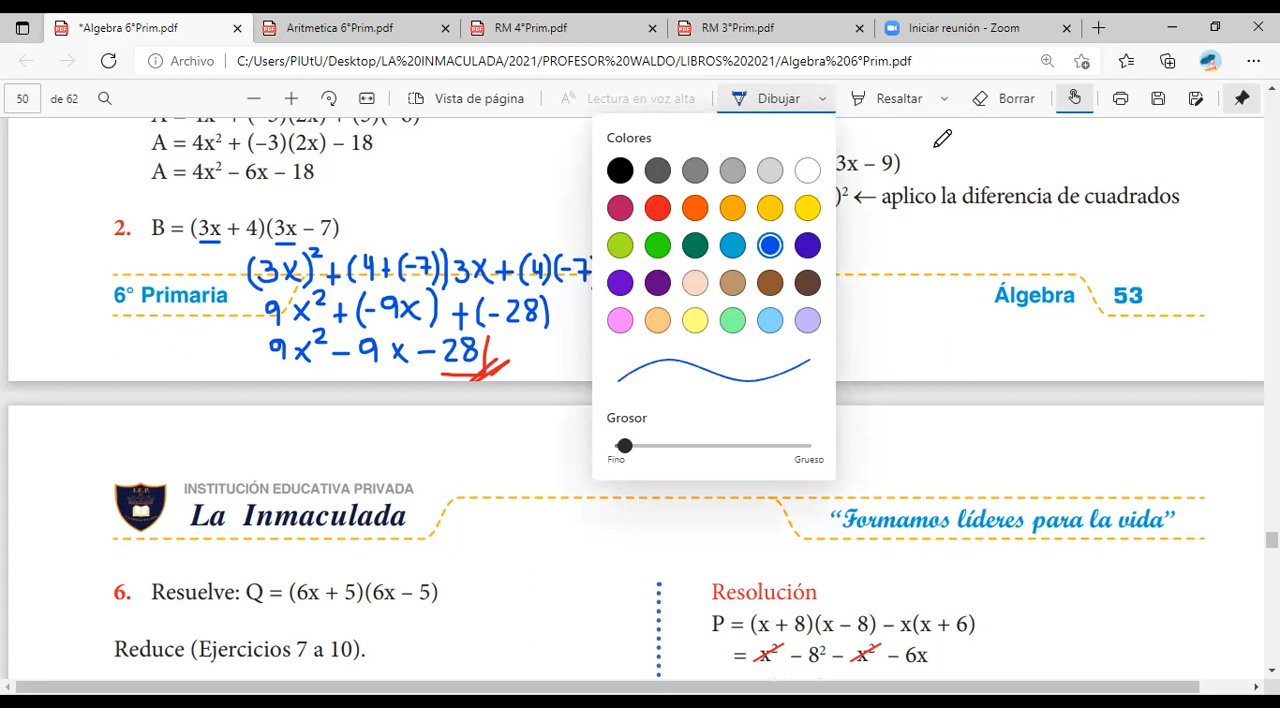 *Algebra 6°Prim.pdf
Aritmetica 6°Prim.pdf
RM 4°Prim.pdf
RM 3°Prim.pdf
Iniciar reunión - Zoom
Archivo
C:/Users/PIUtU/Desktop/LA%20INMACULADA/2021/PROFESOR%20WALDO/LIBROS%202021/Algebra%206°Prim.pdf
50 de 62
Vista de página
Lectura en voz alta
Dibujar
Resaltar
Borrar
A = 4x² + (–3)(2x) – 18
A = 4x² – 6x – 18
2. B = (3x + 4)(3x – 7)
(3x)² + (4+(-7))3x + (4)(-7
9x² + (-9x) + (-28)
9x² - 9x - 28
6° Primaria
Colores
Grosor
Fino
Grueso
3x – 9)
)² ← aplico la diferencia de cuadrados
Álgebra 53
I.E.P.
INSTITUCIÓN EDUCATIVA PRIVADA
La Inmaculada
“Formamos líderes para la vida”
6. Resuelve: Q = (6x + 5)(6x – 5)
Reduce (Ejercicios 7 a 10).
Resolución
P = (x + 8)(x – 8) – x(x + 6)
= x² – 8² – x² – 6x